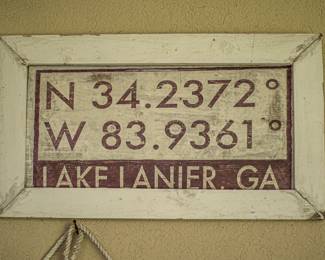 N 34.2372°
W 83.9361°
LAKE LANIER, GA